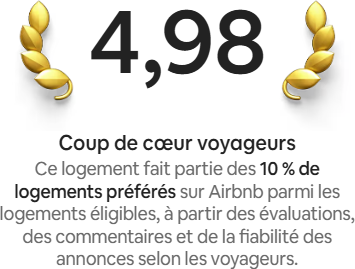 4,98
Coup de cœur voyageurs
Ce logement fait partie des 10 % de
logements préférés sur Airbnb parmi les
logements éligibles, à partir des évaluations,
des commentaires et de la fiabilité des
annonces selon les voyageurs.